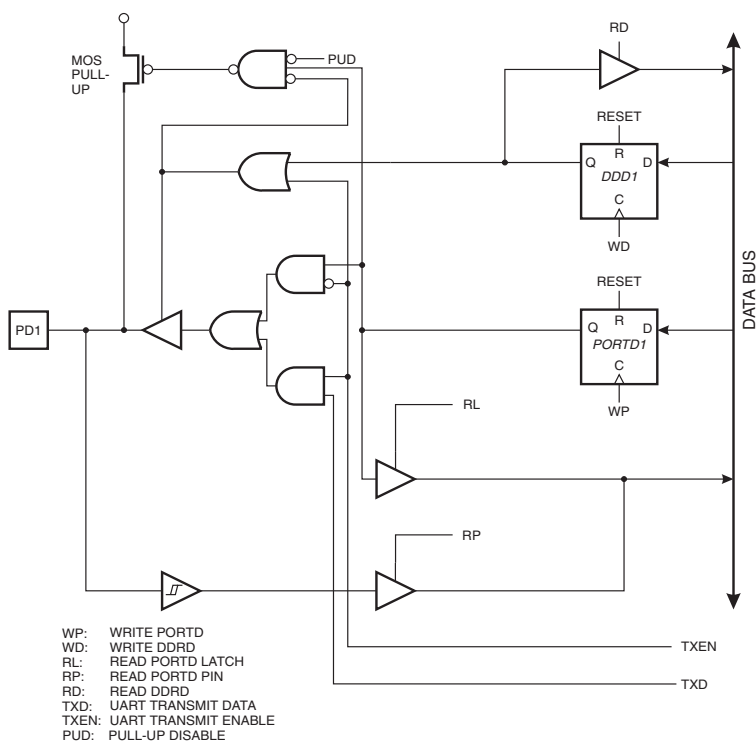 RD
MOS
PULL-
UP
PUD
RESET
Q
R
D
DDD1
C
WD
RESET
Q
R
D
PORTD1
C
WP
PD1
DATA BUS
RL
RP
TXEN
TXD
WP: WRITE PORTD
WD: WRITE DDRD
RL: READ PORTD LATCH
RP: READ PORTD PIN
RD: READ DDRD
TXD: UART TRANSMIT DATA
TXEN: UART TRANSMIT ENABLE
PUD: PULL-UP DISABLE